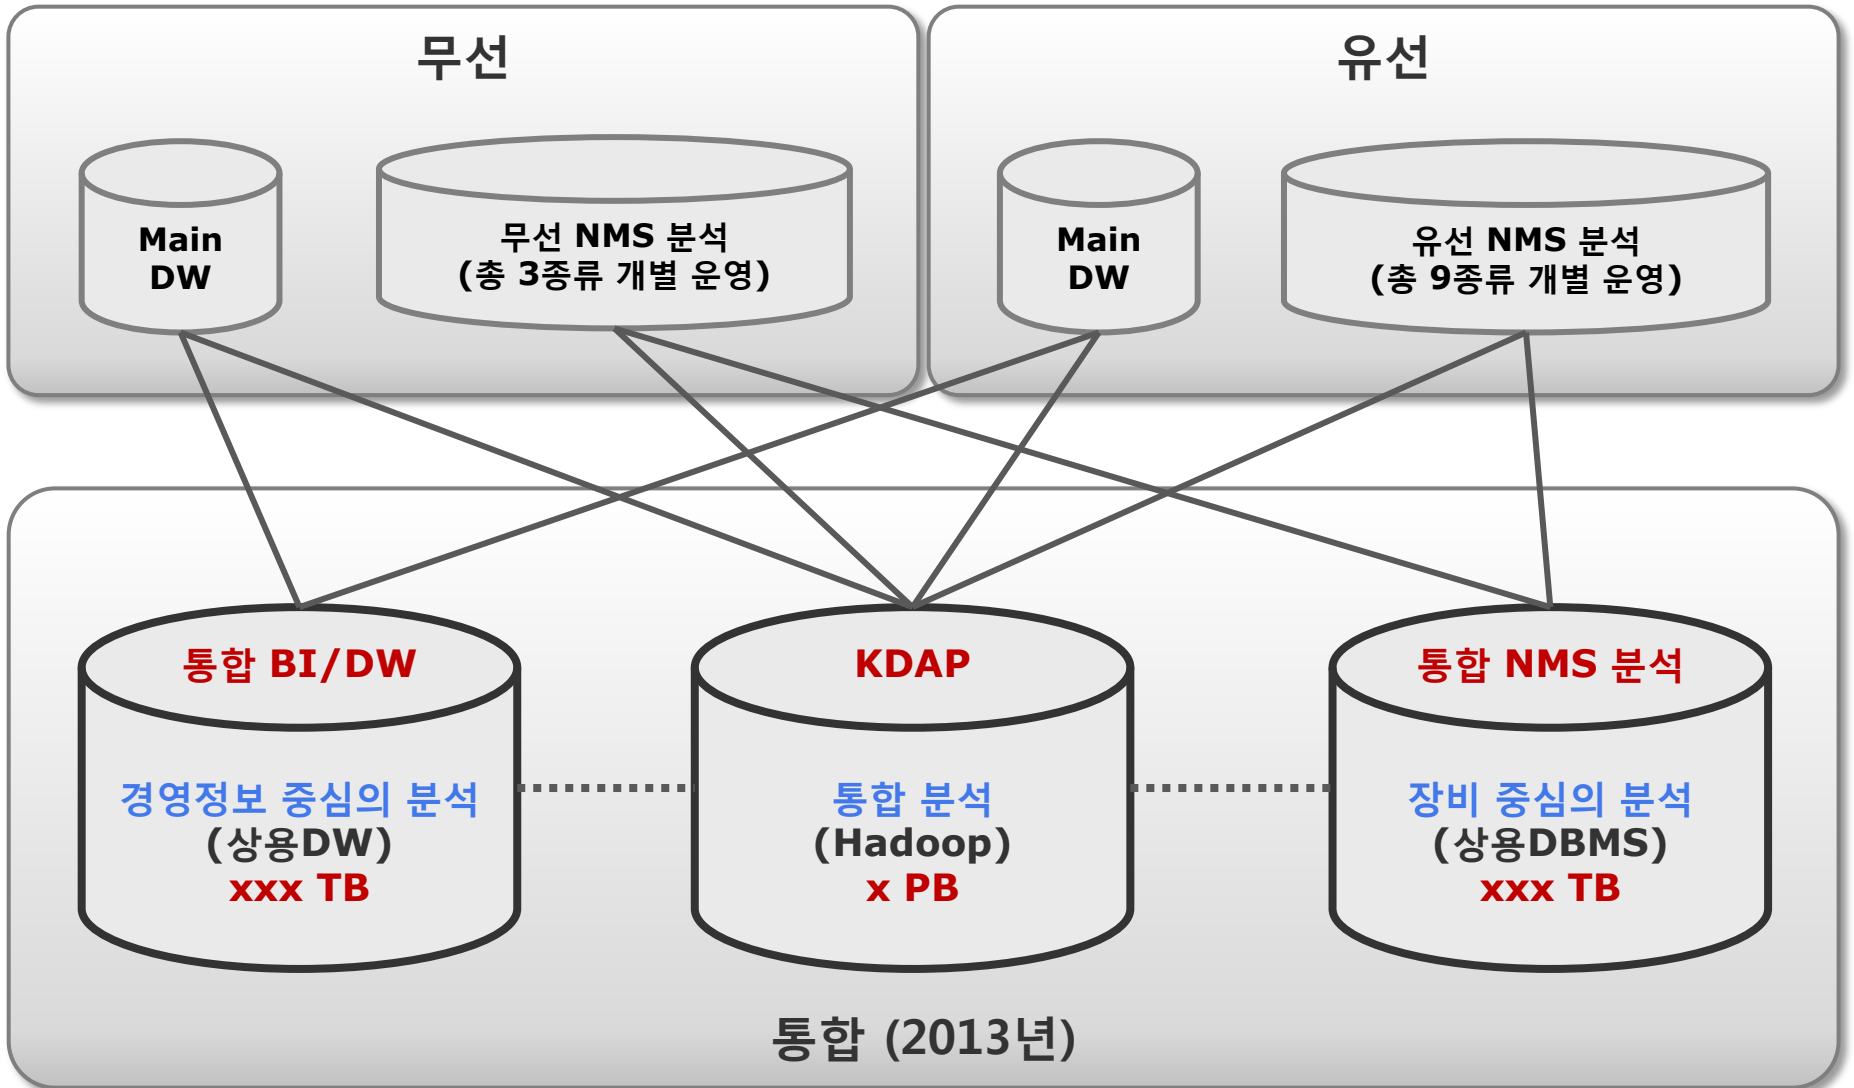 무선
유선
Main
DW
무선 NMS 분석
(총 3종류 개별 운영)
Main
DW
유선 NMS 분석
(총 9종류 개별 운영)
통합 BI/DW
경영정보 중심의 분석
(상용DW)
xxx TB
KDAP
통합 분석
(Hadoop)
x PB
통합 NMS 분석
장비 중심의 분석
(상용DBMS)
xxx TB
통합 (2013년)